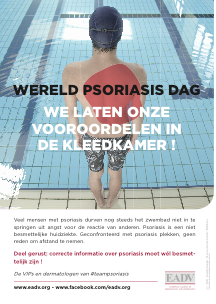 WERELD PSORIASIS DAG
WE LATEN ONZE
VOOROORDELEN IN
DE KLEEDKAMER !
Veel mensen met psoriasis durven nog steeds het zwembad niet in te
springen uit angst voor de reactie van anderen. Psoriasis is een niet
besmettelijke huidziekte. Geconfronteerd met psoriasis plekken, geen
reden om afstand te nemen.
Deel gerust: correcte informatie over psoriasis moet wél besmet-
telijk zijn !
De VIPs en dermatologen van #teampsoriasis
www.eadv.org - www.facebook.com/eadv.org
EADV